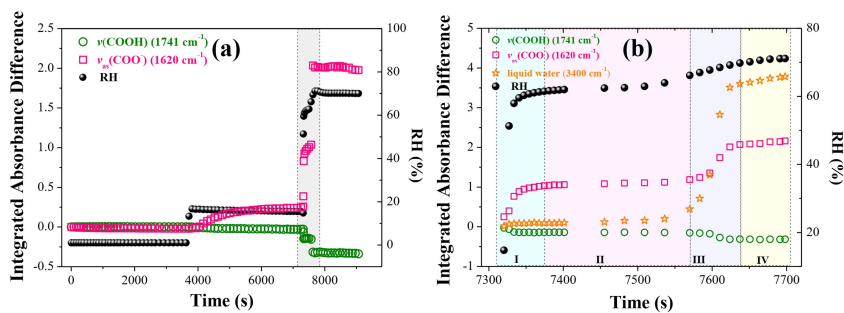 (a)
ν(COOH) (1741 cm⁻¹)
νas(COO⁻) (1620 cm⁻¹)
RH
Integrated Absorbance Difference
2.5
2.0
1.5
1.0
0.5
0.0
-0.5
0 2000 4000 6000 8000 10000
Time (s)
100
80
60
40
20
0
RH (%)
(b)
ν(COOH) (1741 cm⁻¹)
νas(COO⁻) (1620 cm⁻¹)
liquid water (3400 cm⁻¹)
RH
Integrated Absorbance Difference
5
4
3
2
1
0
-1
I II III IV
7300 7400 7500 7600 7700
Time (s)
80
60
40
20
RH (%)